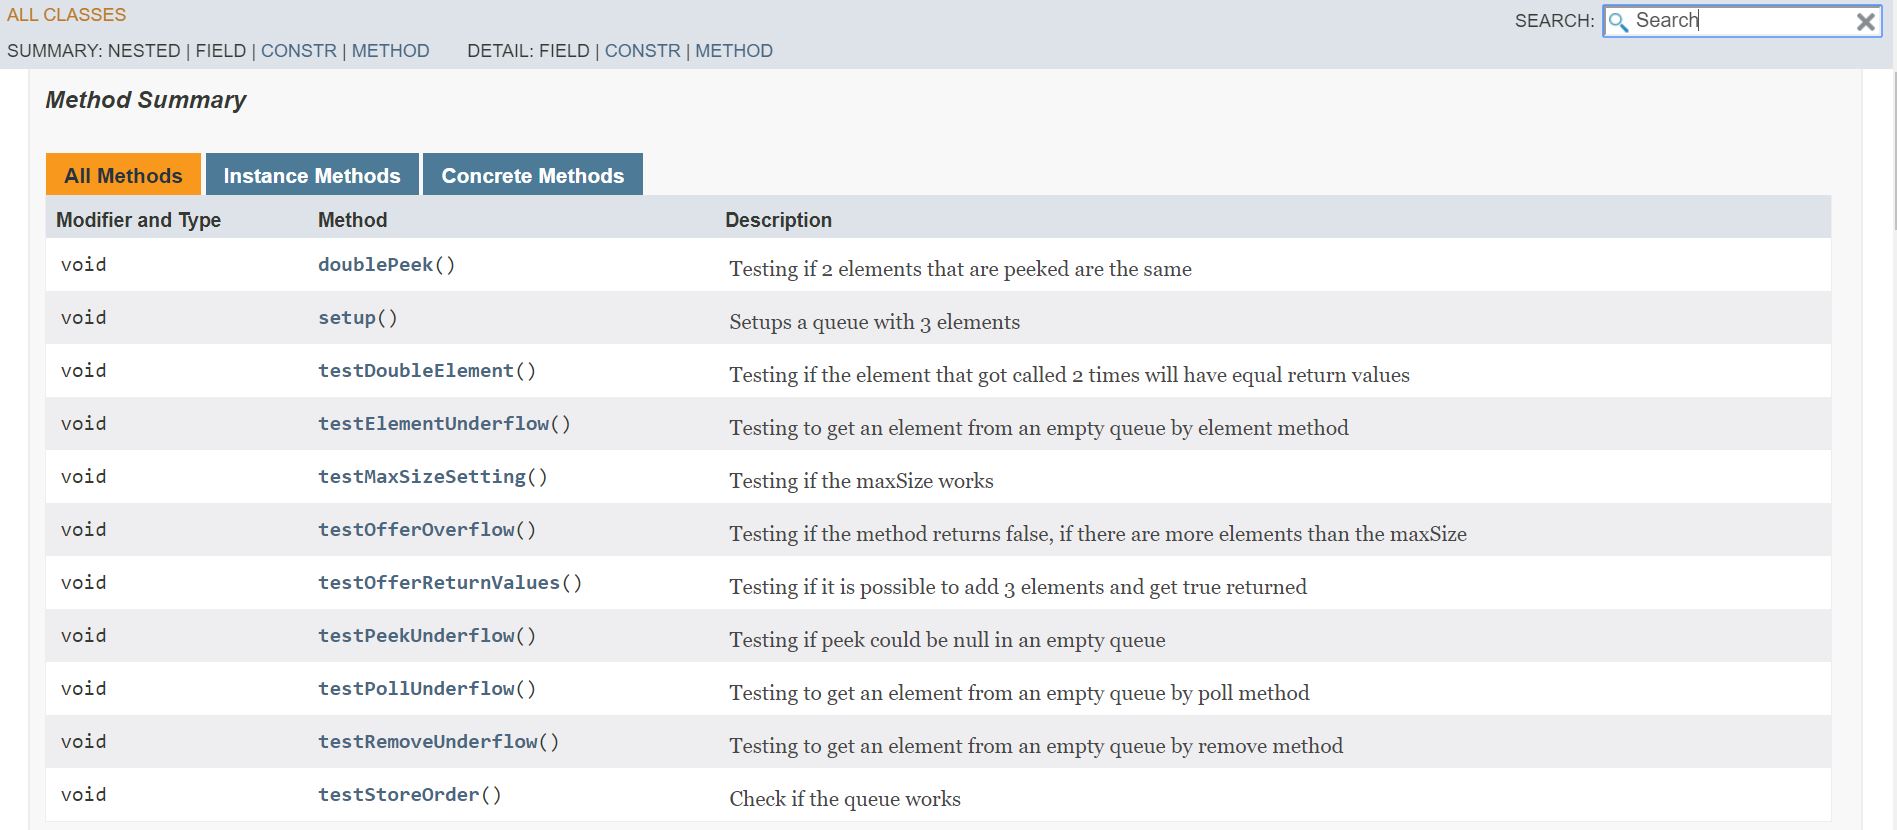 ALL CLASSES
SEARCH: Search
SUMMARY: NESTED | FIELD | CONSTR | METHOD DETAIL: FIELD | CONSTR | METHOD
Method Summary
All Methods Instance Methods Concrete Methods
Modifier and Type Method Description
void doublePeek() Testing if 2 elements that are peeked are the same
void setup() Setups a queue with 3 elements
void testDoubleElement() Testing if the element that got called 2 times will have equal return values
void testElementUnderflow() Testing to get an element from an empty queue by element method
void testMaxSizeSetting() Testing if the maxSize works
void testOfferOverflow() Testing if the method returns false, if there are more elements than the maxSize
void testOfferReturnValues() Testing if it is possible to add 3 elements and get true returned
void testPeekUnderflow() Testing if peek could be null in an empty queue
void testPollUnderflow() Testing to get an element from an empty queue by poll method
void testRemoveUnderflow() Testing to get an element from an empty queue by remove method
void testStoreOrder() Check if the queue works